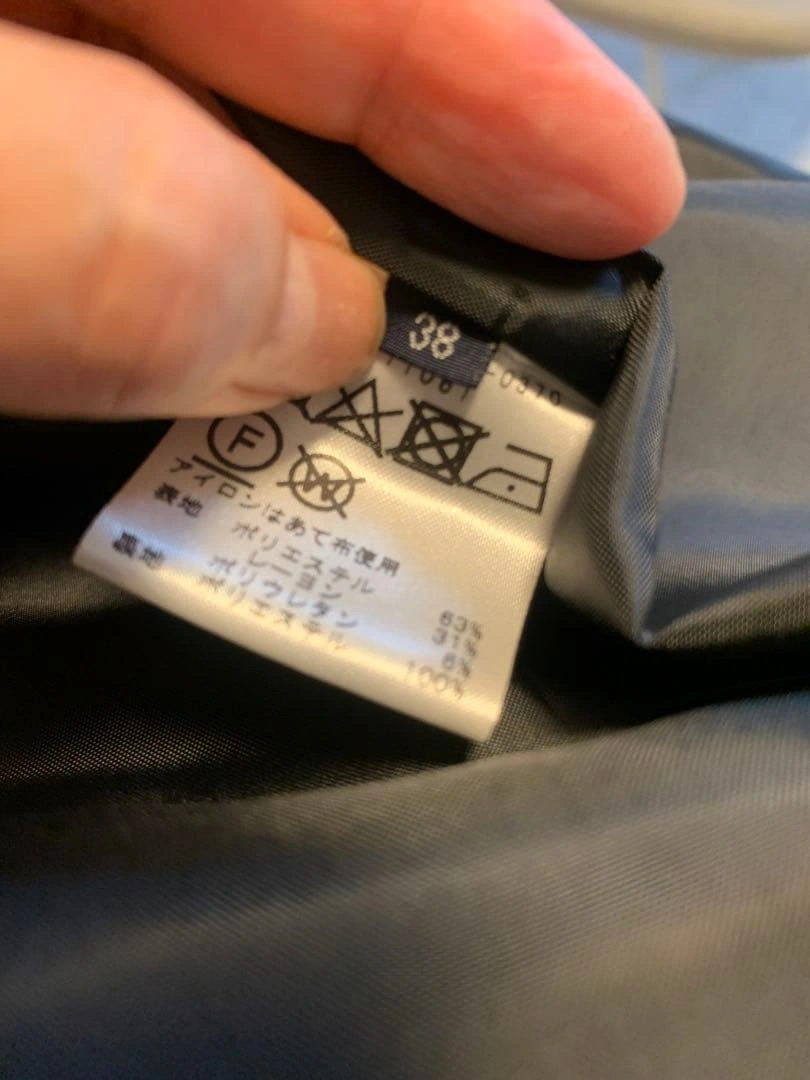 38
アイロンはあて布使用
表地 ポリエステル 63%
レーヨン 31%
ポリウレタン 6%
裏地 ポリエステル 100%
F
W